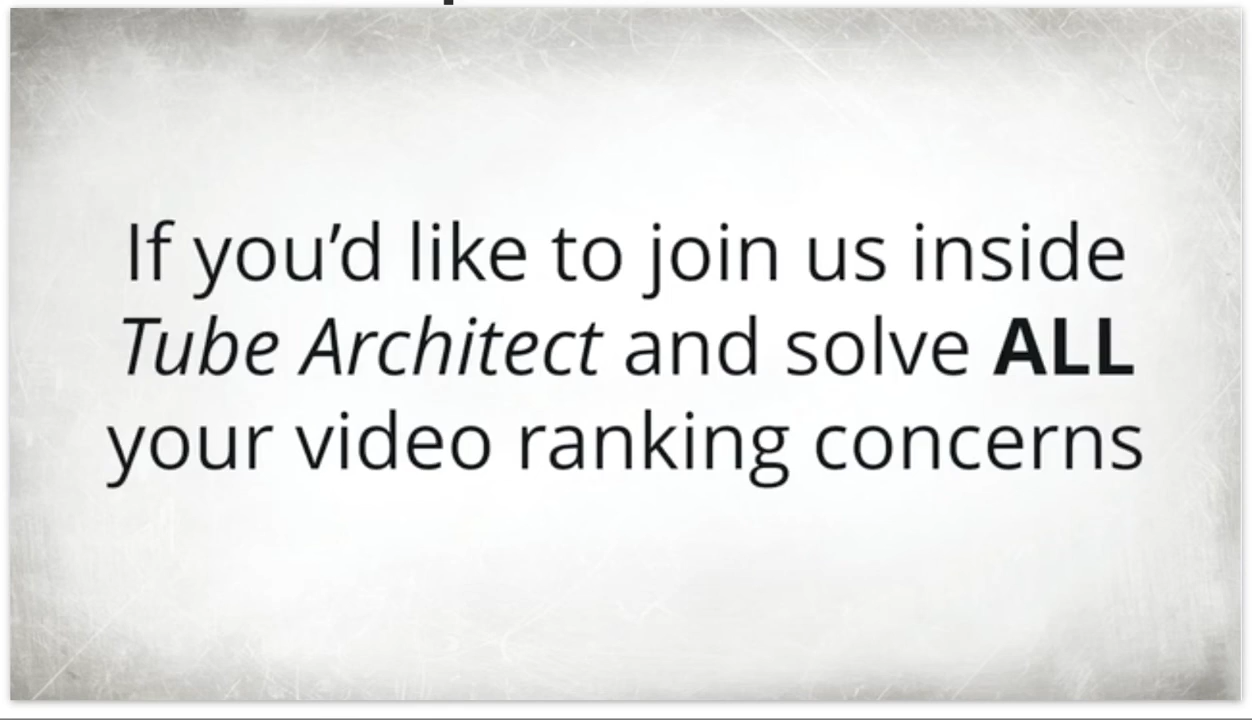 If you’d like to join us inside
Tube Architect and solve ALL
your video ranking concerns